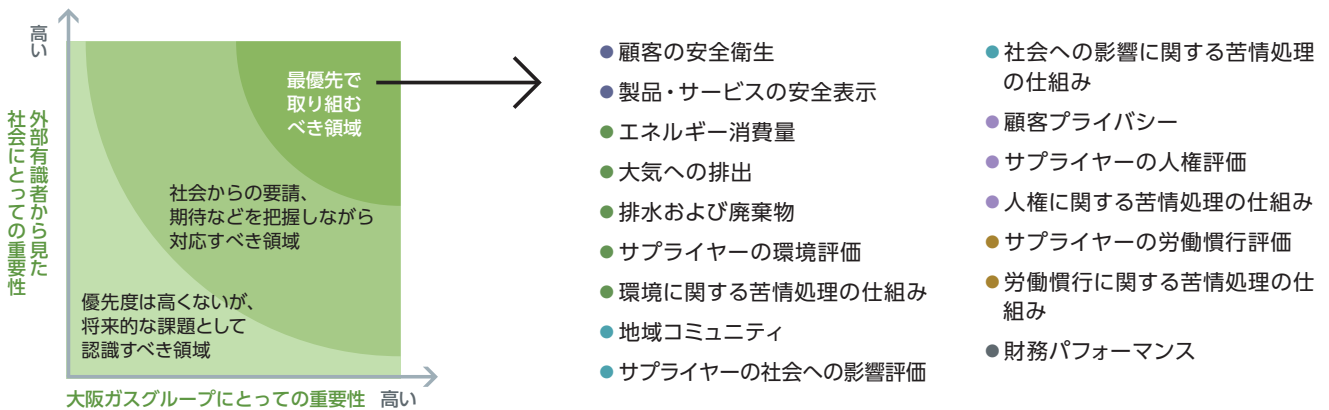 高い
外部有識者から見た
社会にとっての重要性
最優先で
取り組む
べき領域
社会からの要請、
期待などを把握しながら
対応すべき領域
優先度は高くないが、
将来的な課題として
認識すべき領域
大阪ガスグループにとっての重要性 高い
●顧客の安全衛生
●製品・サービスの安全表示
●エネルギー消費量
●大気への排出
●排水および廃棄物
●サプライヤーの環境評価
●環境に関する苦情処理の仕組み
●地域コミュニティ
●サプライヤーの社会への影響評価
●社会への影響に関する苦情処理
の仕組み
●顧客プライバシー
●サプライヤーの人権評価
●人権に関する苦情処理の仕組み
●サプライヤーの労働慣行評価
●労働慣行に関する苦情処理の仕
組み
●財務パフォーマンス